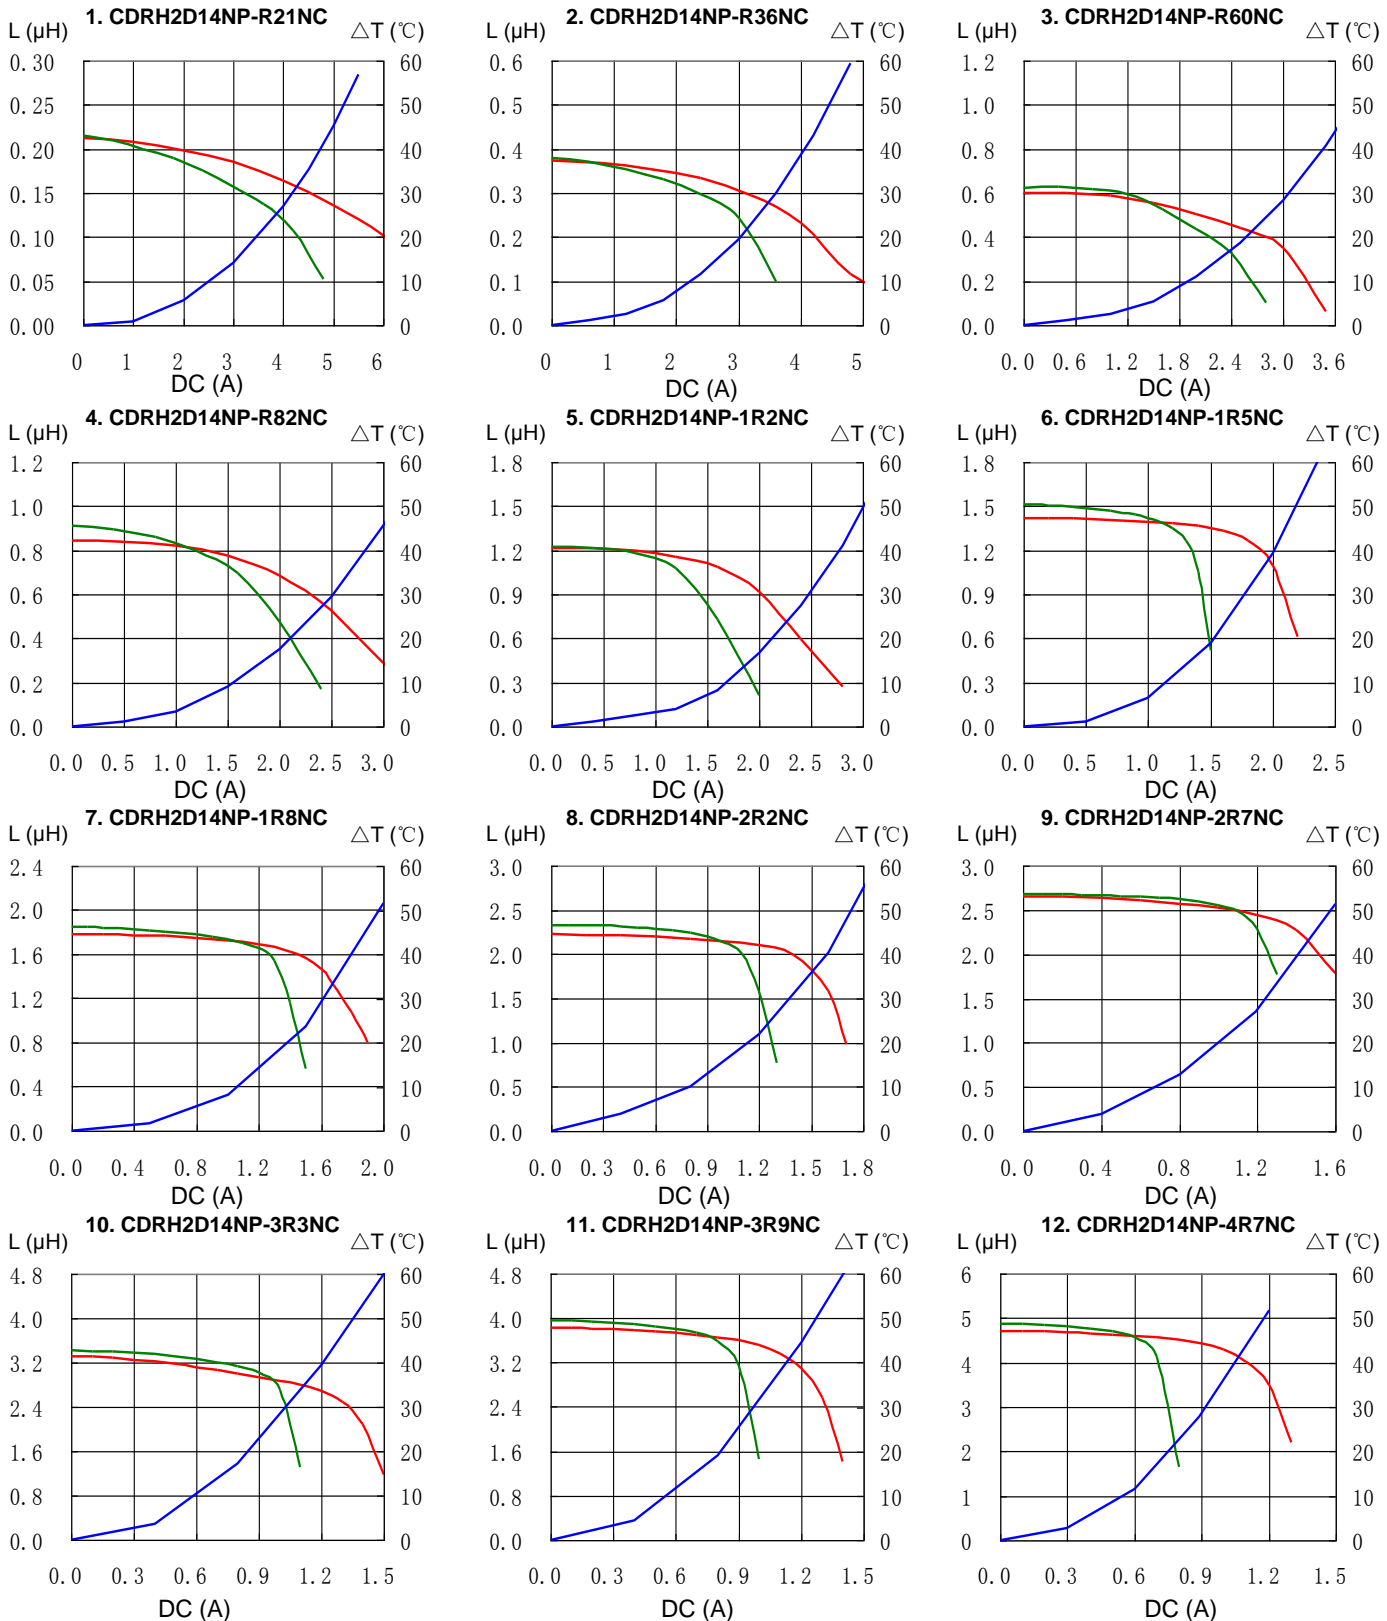 1. CDRH2D14NP-R21NC
L (μH) △T (℃)
0.30 60
0.25 50
0.20 40
0.15 30
0.10 20
0.05 10
0.00 0
0 1 2 3 4 5 6
DC (A)
2. CDRH2D14NP-R36NC
L (μH) △T (℃)
0.6 60
0.5 50
0.4 40
0.3 30
0.2 20
0.1 10
0.0 0
0 1 2 3 4 5
DC (A)
3. CDRH2D14NP-R60NC
L (μH) △T (℃)
1.2 60
1.0 50
0.8 40
0.6 30
0.4 20
0.2 10
0.0 0
0.0 0.6 1.2 1.8 2.4 3.0 3.6
DC (A)
4. CDRH2D14NP-R82NC
L (μH) △T (℃)
1.2 60
1.0 50
0.8 40
0.6 30
0.4 20
0.2 10
0.0 0
0.0 0.5 1.0 1.5 2.0 2.5 3.0
DC (A)
5. CDRH2D14NP-1R2NC
L (μH) △T (℃)
1.8 60
1.5 50
1.2 40
0.9 30
0.6 20
0.3 10
0.0 0
0.0 0.5 1.0 1.5 2.0 2.5 3.0
DC (A)
6. CDRH2D14NP-1R5NC
L (μH) △T (℃)
1.8 60
1.5 50
1.2 40
0.9 30
0.6 20
0.3 10
0.0 0
0.0 0.5 1.0 1.5 2.0 2.5
DC (A)
7. CDRH2D14NP-1R8NC
L (μH) △T (℃)
2.4 60
2.0 50
1.6 40
1.2 30
0.8 20
0.4 10
0.0 0
0.0 0.4 0.8 1.2 1.6 2.0
DC (A)
8. CDRH2D14NP-2R2NC
L (μH) △T (℃)
3.0 60
2.5 50
2.0 40
1.5 30
1.0 20
0.5 10
0.0 0
0.0 0.3 0.6 0.9 1.2 1.5 1.8
DC (A)
9. CDRH2D14NP-2R7NC
L (μH) △T (℃)
3.0 60
2.5 50
2.0 40
1.5 30
1.0 20
0.5 10
0.0 0
0.0 0.4 0.8 1.2 1.6
DC (A)
10. CDRH2D14NP-3R3NC
L (μH) △T (℃)
4.8 60
4.0 50
3.2 40
2.4 30
1.6 20
0.8 10
0.0 0
0.0 0.3 0.6 0.9 1.2 1.5
DC (A)
11. CDRH2D14NP-3R9NC
L (μH) △T (℃)
4.8 60
4.0 50
3.2 40
2.4 30
1.6 20
0.8 10
0.0 0
0.0 0.3 0.6 0.9 1.2 1.5
DC (A)
12. CDRH2D14NP-4R7NC
L (μH) △T (℃)
6 60
5 50
4 40
3 30
2 20
1 10
0 0
0.0 0.3 0.6 0.9 1.2 1.5
DC (A)